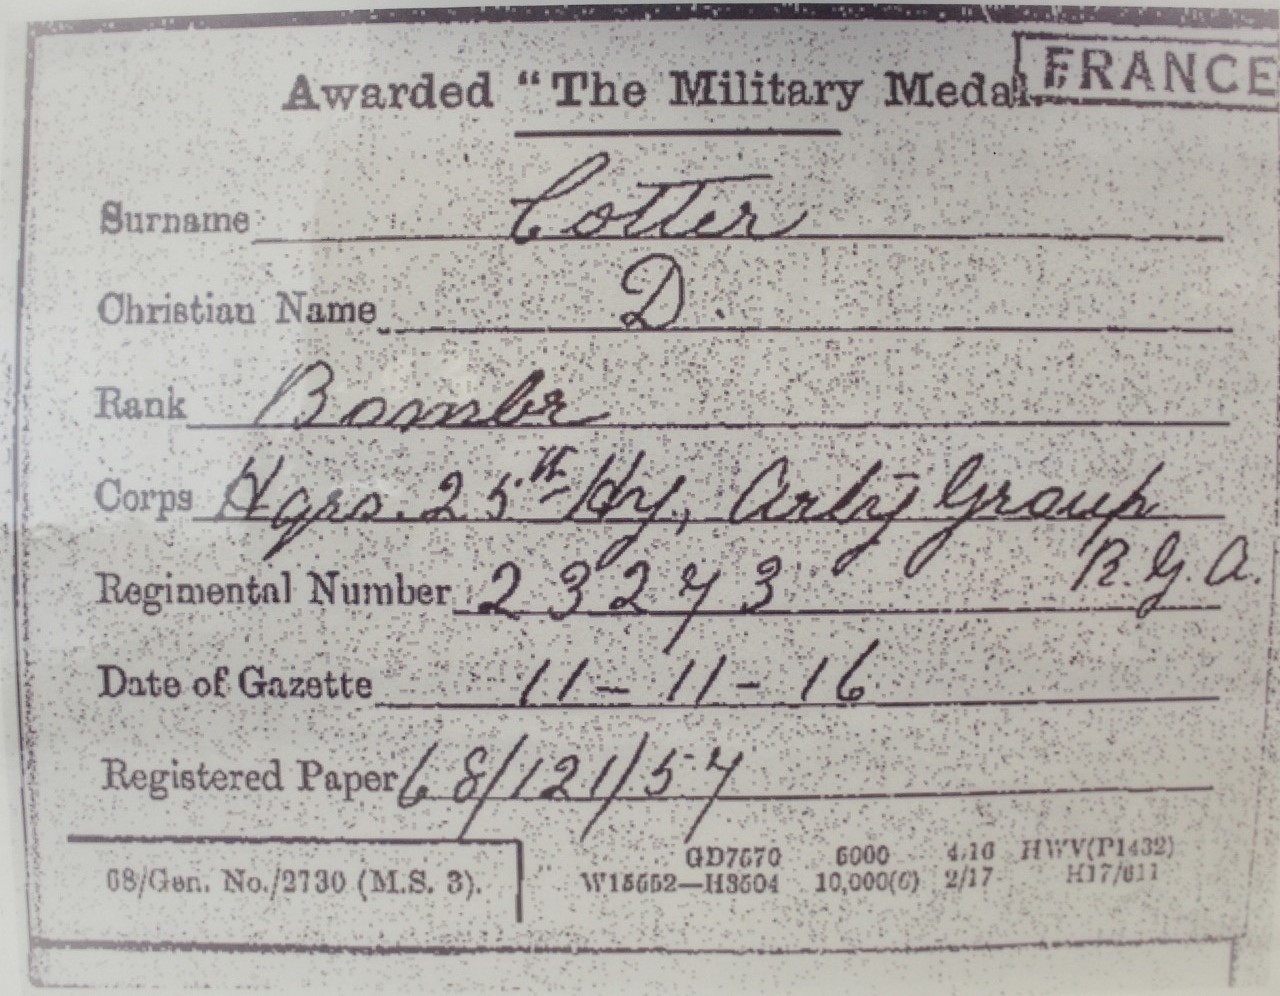 FRANCE
Awarded "The Military Medal
Surname Cotter
Christian Name D.
Rank Bombr
Corps Hqrs. 25th Hy. Arty Group
R.G.A.
Regimental Number 23273
Date of Gazette 11-11-16
Registered Paper 68/121/57
68/Gen. No./2730 (M.S. 3).
GD7670 6000 4/16 HWV(P1432)
W15652—H3504 10,000(6) 2/17 H17/611